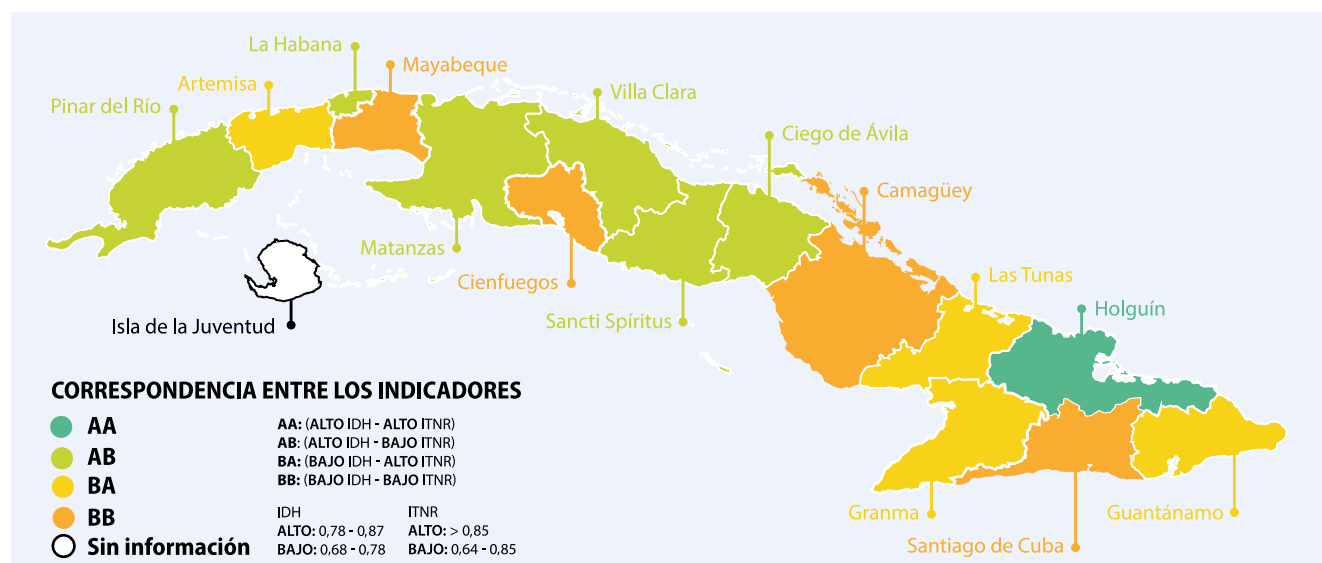 La Habana
Mayabeque
Artemisa
Villa Clara
Pinar del Río
Ciego de Ávila
Camagüey
Matanzas
Las Tunas
Cienfuegos
Holguín
Sancti Spíritus
Isla de la Juventud
CORRESPONDENCIA ENTRE LOS INDICADORES
AA
AB
BA
BB
Sin información
AA: (ALTO IDH - ALTO ITNR)
AB: (ALTO IDH - BAJO ITNR)
BA: (BAJO IDH - ALTO ITNR)
BB: (BAJO IDH - BAJO ITNR)
IDH
ALTO: 0,78 - 0,87
BAJO: 0,68 - 0,78
ITNR
ALTO: > 0,85
BAJO: 0,64 - 0,85
Granma
Guantánamo
Santiago de Cuba